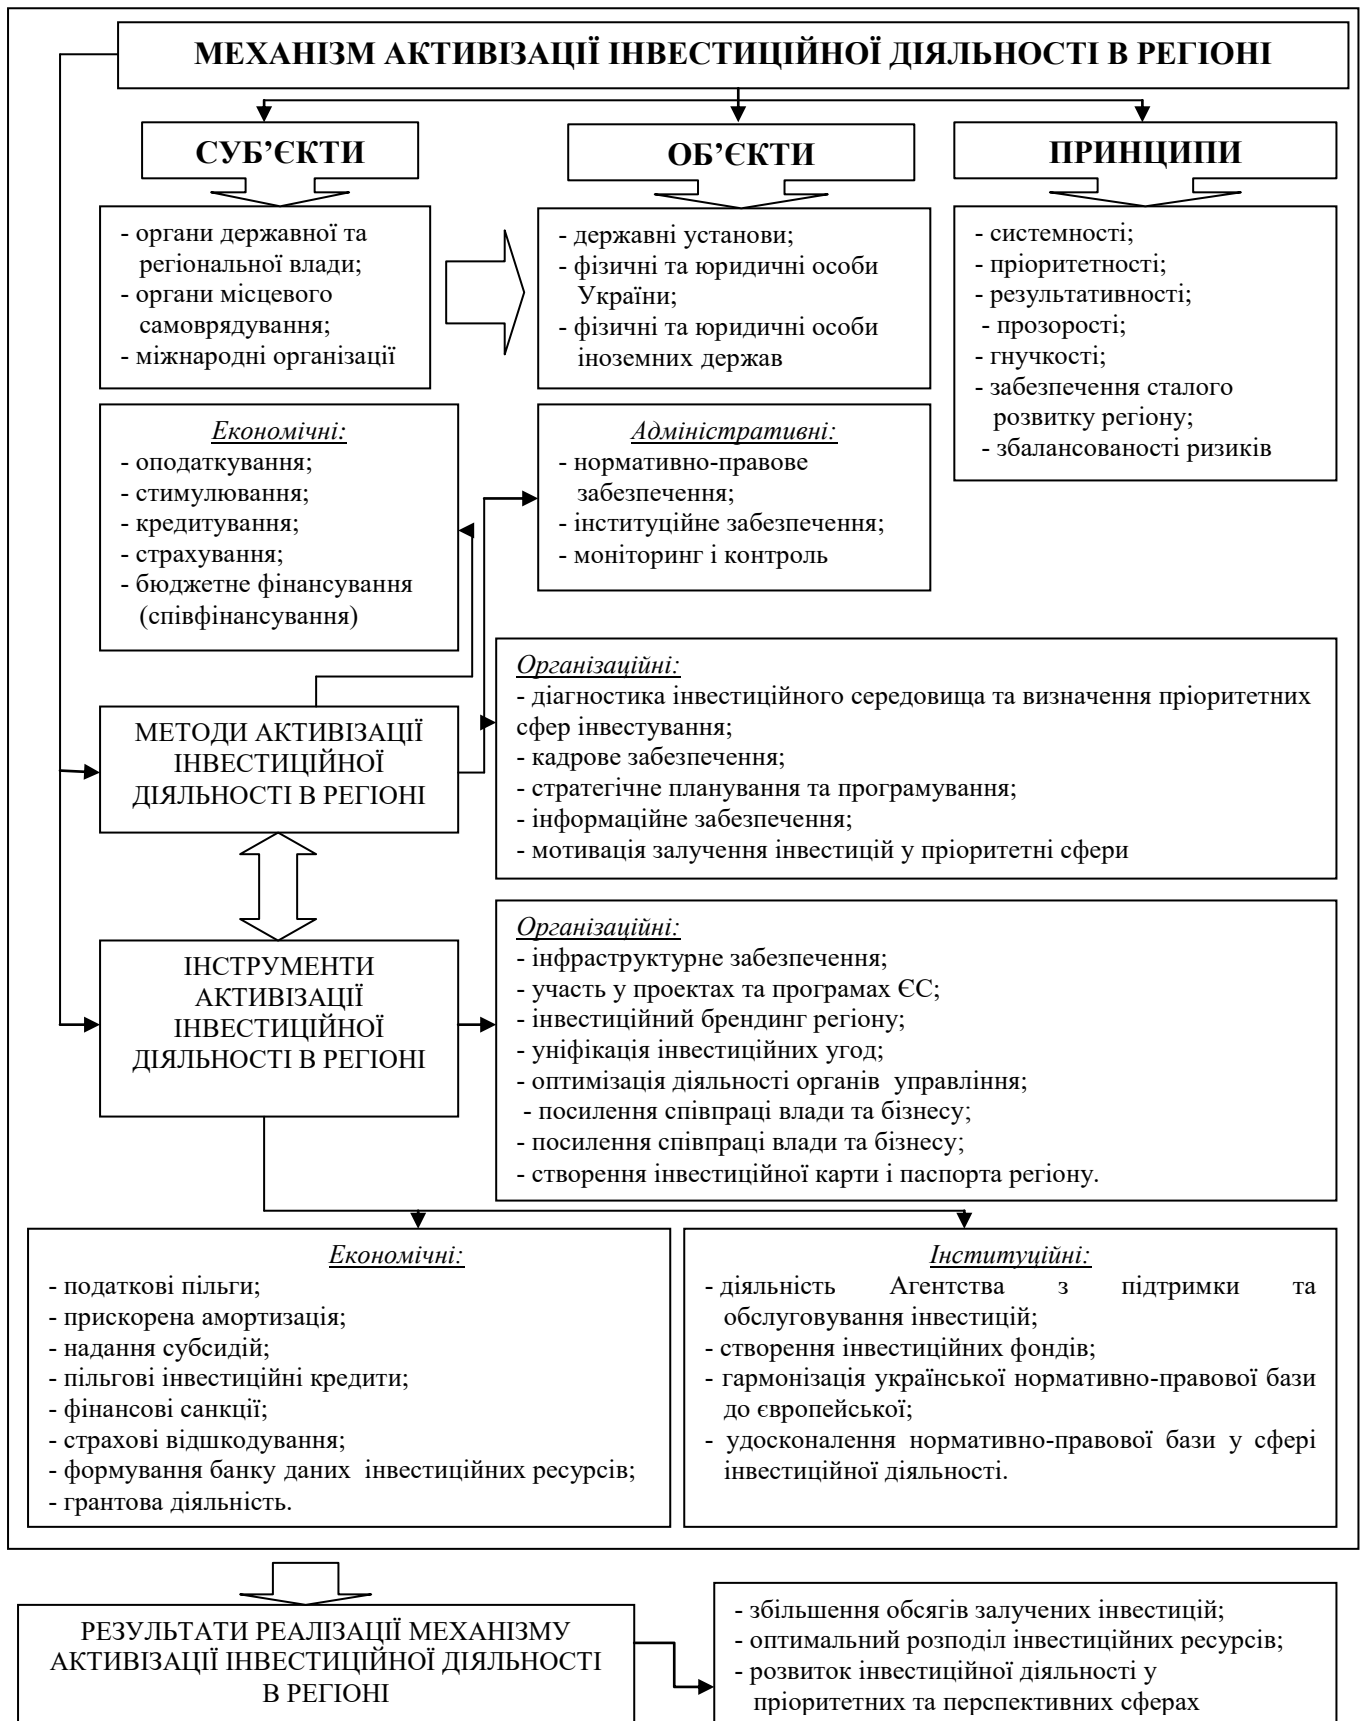 МЕХАНІЗМ АКТИВІЗАЦІЇ ІНВЕСТИЦІЙНОЇ ДІЯЛЬНОСТІ В РЕГІОНІ
СУБ’ЄКТИ
ОБ’ЄКТИ
ПРИНЦИПИ
- органи державної та
регіональної влади;
- органи місцевого
самоврядування;
- міжнародні організації
- державні установи;
- фізичні та юридичні особи
України;
- фізичні та юридичні особи
іноземних держав
- системності;
- пріоритетності;
- результативності;
- прозорості;
- гнучкості;
- забезпечення сталого
розвитку регіону;
- збалансованості ризиків
Економічні:
- оподаткування;
- стимулювання;
- кредитування;
- страхування;
- бюджетне фінансування
(співфінансування)
Адміністративні:
- нормативно-правове
забезпечення;
- інституційне забезпечення;
- моніторинг і контроль
МЕТОДИ АКТИВІЗАЦІЇ
ІНВЕСТИЦІЙНОЇ
ДІЯЛЬНОСТІ В РЕГІОНІ
Організаційні:
- діагностика інвестиційного середовища та визначення пріоритетних
сфер інвестування;
- кадрове забезпечення;
- стратегічне планування та програмування;
- інформаційне забезпечення;
- мотивація залучення інвестицій у пріоритетні сфери
ІНСТРУМЕНТИ
АКТИВІЗАЦІЇ
ІНВЕСТИЦІЙНОЇ
ДІЯЛЬНОСТІ В РЕГІОНІ
Організаційні:
- інфраструктурне забезпечення;
- участь у проектах та програмах ЄС;
- інвестиційний брендинг регіону;
- уніфікація інвестиційних угод;
- оптимізація діяльності органів управління;
- посилення співпраці влади та бізнесу;
- посилення співпраці влади та бізнесу;
- створення інвестиційної карти і паспорта регіону.
Економічні:
- податкові пільги;
- прискорена амортизація;
- надання субсидій;
- пільгові інвестиційні кредити;
- фінансові санкції;
- страхові відшкодування;
- формування банку даних інвестиційних ресурсів;
- грантова діяльність.
Інституційні:
- діяльність Агентства з підтримки та
обслуговування інвестицій;
- створення інвестиційних фондів;
- гармонізація української нормативно-правової бази
до європейської;
- удосконалення нормативно-правової бази у сфері
інвестиційної діяльності.
РЕЗУЛЬТАТИ РЕАЛІЗАЦІЇ МЕХАНІЗМУ
АКТИВІЗАЦІЇ ІНВЕСТИЦІЙНОЇ ДІЯЛЬНОСТІ
В РЕГІОНІ
- збільшення обсягів залучених інвестицій;
- оптимальний розподіл інвестиційних ресурсів;
- розвиток інвестиційної діяльності у
пріоритетних та перспективних сферах